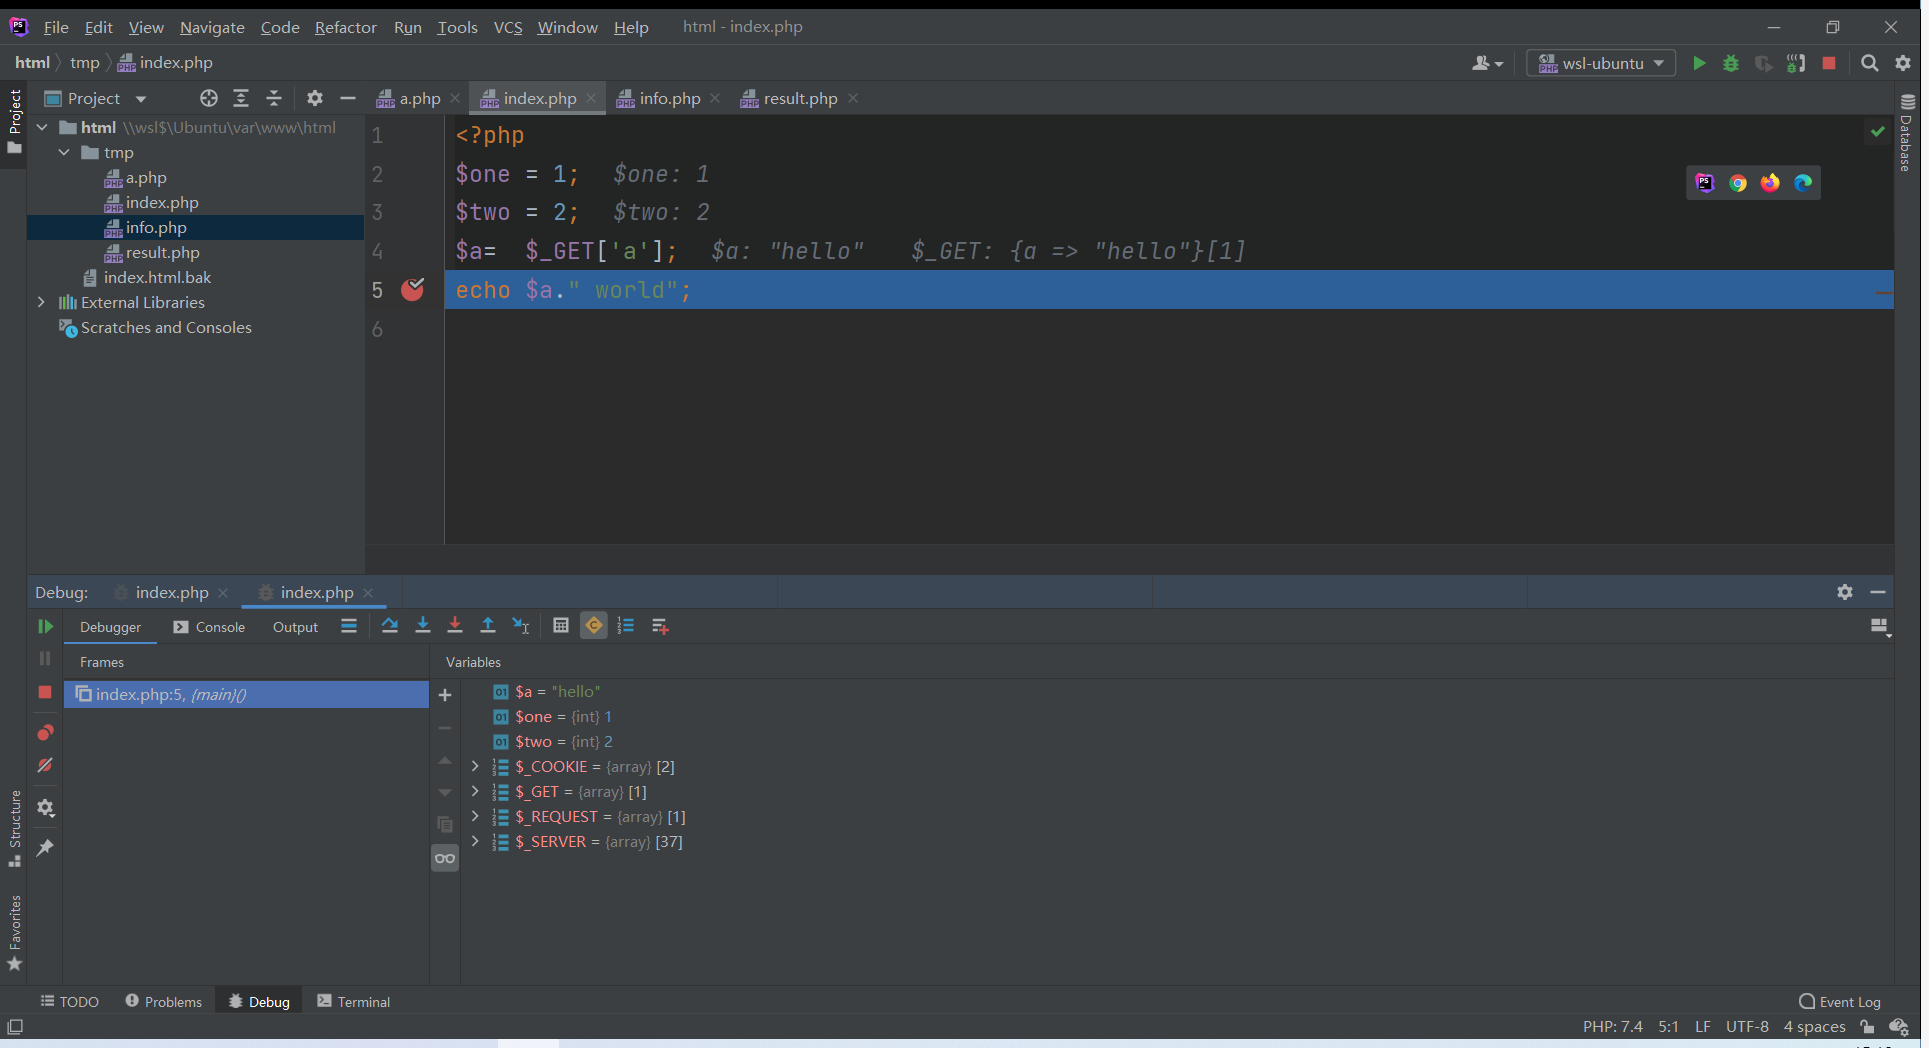 File Edit View Navigate Code Refactor Run Tools VCS Window Help html - index.php
html tmp index.php wsl-ubuntu
Project
Project a.php index.php info.php result.php
html \\wsl$\Ubuntu\var\www\html
tmp
a.php
index.php
info.php
result.php
index.html.bak
External Libraries
Scratches and Consoles
1 <?php
2 $one = 1; $one: 1
3 $two = 2; $two: 2
4 $a= $_GET['a']; $a: "hello" $_GET: {a => "hello"}[1]
5 echo $a." world";
6
Database
Debug: index.php index.php
Debugger Console Output
Frames Variables
index.php:5, {main}()
$a = "hello"
$one = {int} 1
$two = {int} 2
$_COOKIE = {array} [2]
$_GET = {array} [1]
$_REQUEST = {array} [1]
$_SERVER = {array} [37]
Structure
Favorites
TODO Problems Debug Terminal Event Log
PHP: 7.4 5:1 LF UTF-8 4 spaces